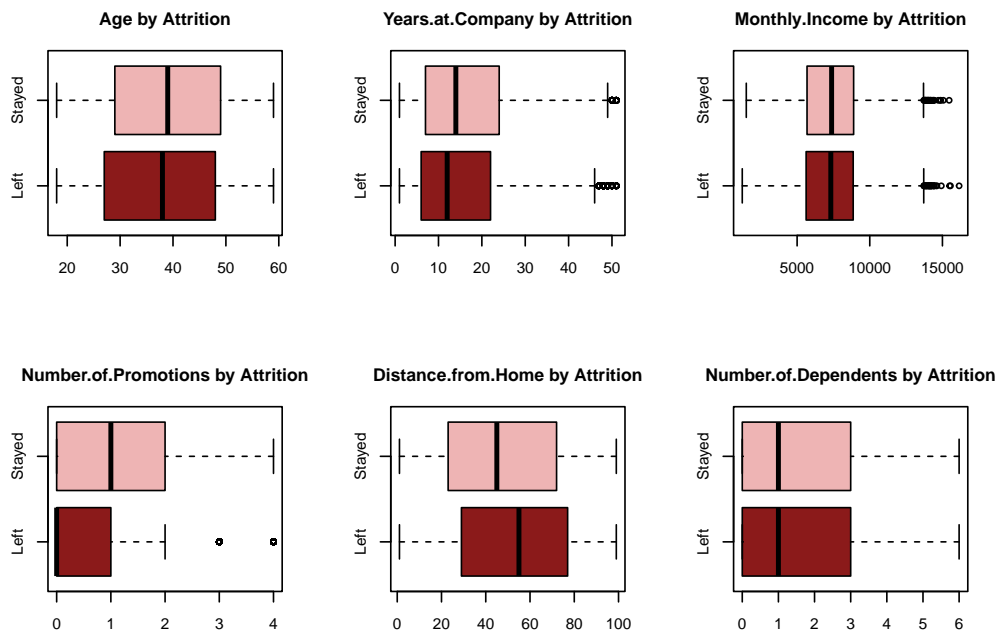 Age by Attrition
Years.at.Company by Attrition
Monthly.Income by Attrition
Stayed
Left
20 30 40 50 60
Stayed
Left
0 10 20 30 40 50
Stayed
Left
5000 10000 15000
Number.of.Promotions by Attrition
Distance.from.Home by Attrition
Number.of.Dependents by Attrition
Stayed
Left
0 1 2 3 4
Stayed
Left
0 20 40 60 80 100
Stayed
Left
0 1 2 3 4 5 6